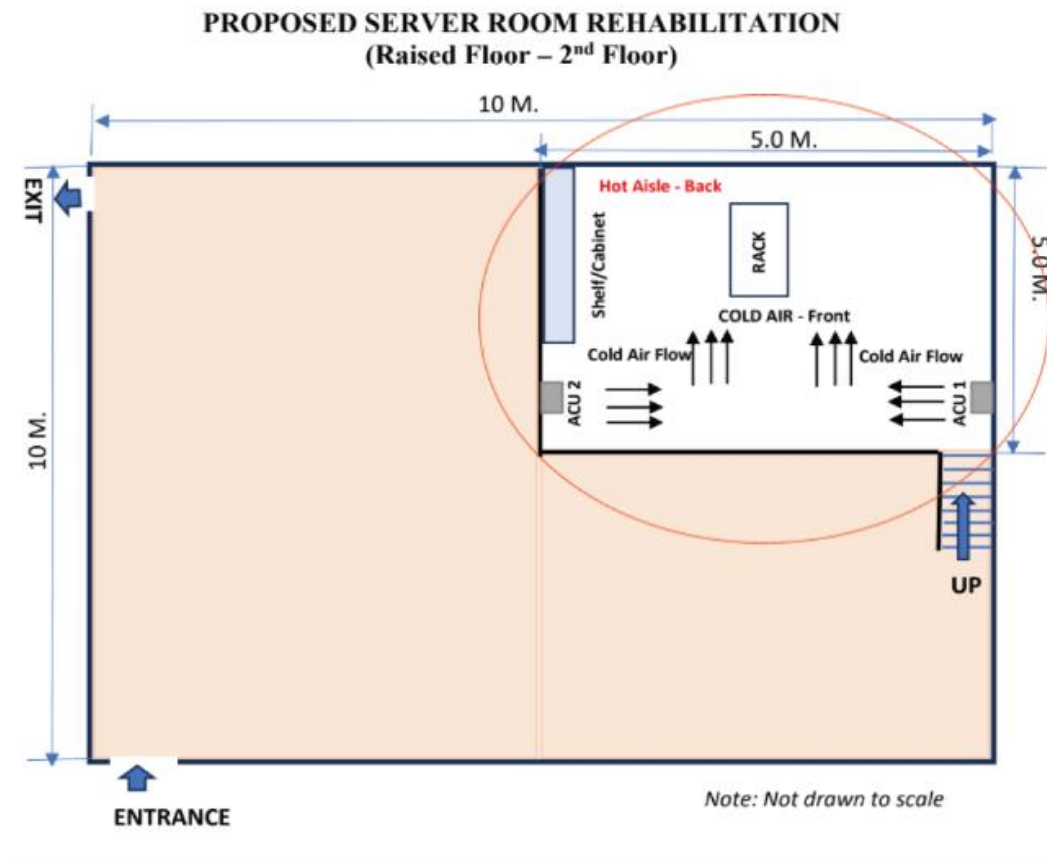 PROPOSED SERVER ROOM REHABILITATION
(Raised Floor – 2nd Floor)
10 M.
5.0 M.
EXIT
Hot Aisle - Back
Shelf/Cabinet
RACK
5.0 M.
COLD AIR - Front
Cold Air Flow
Cold Air Flow
ACU 2
ACU 1
10 M.
UP
ENTRANCE
Note: Not drawn to scale